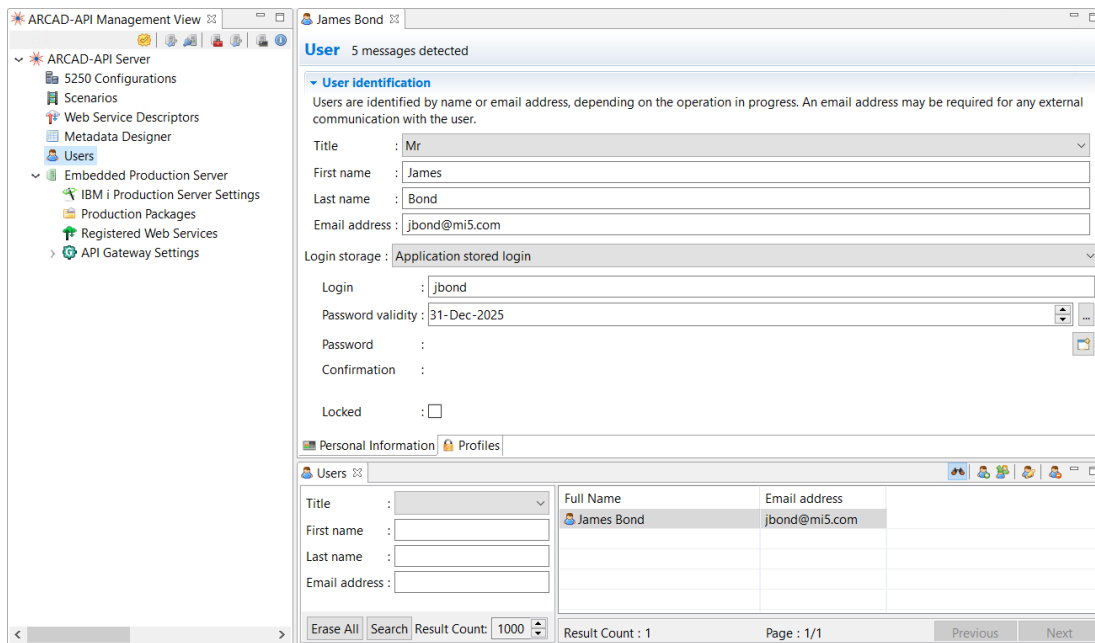 ARCAD-API Management View
ARCAD-API Server
5250 Configurations
Scenarios
Web Service Descriptors
Metadata Designer
Users
Embedded Production Server
IBM i Production Server Settings
Production Packages
Registered Web Services
API Gateway Settings
James Bond
User 5 messages detected
User identification
Users are identified by name or email address, depending on the operation in progress. An email address may be required for any external
communication with the user.
Title : Mr
First name : James
Last name : Bond
Email address : jbond@mi5.com
Login storage : Application stored login
Login : jbond
Password validity : 31-Dec-2025 ...
Password :
Confirmation :
Locked :
Personal Information Profiles
Users
Title :
First name :
Last name :
Email address :
Erase All Search Result Count: 1000
Full Name Email address
James Bond jbond@mi5.com
Result Count : 1 Page : 1/1 Previous Next